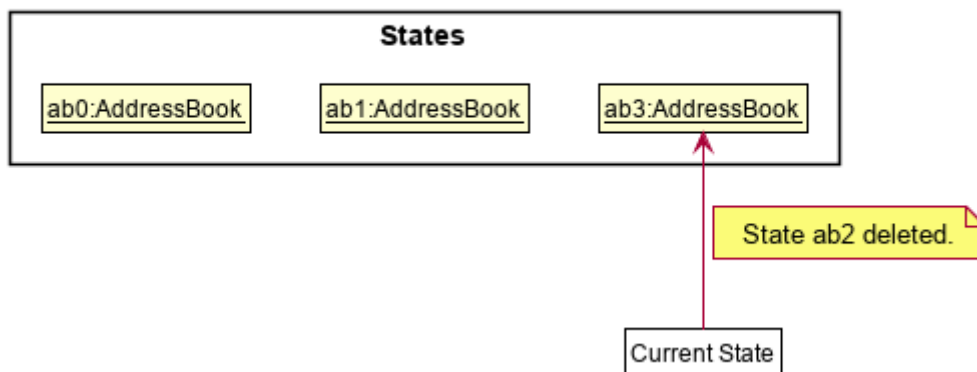 States
ab0:AddressBook
ab1:AddressBook
ab3:AddressBook
State ab2 deleted.
Current State